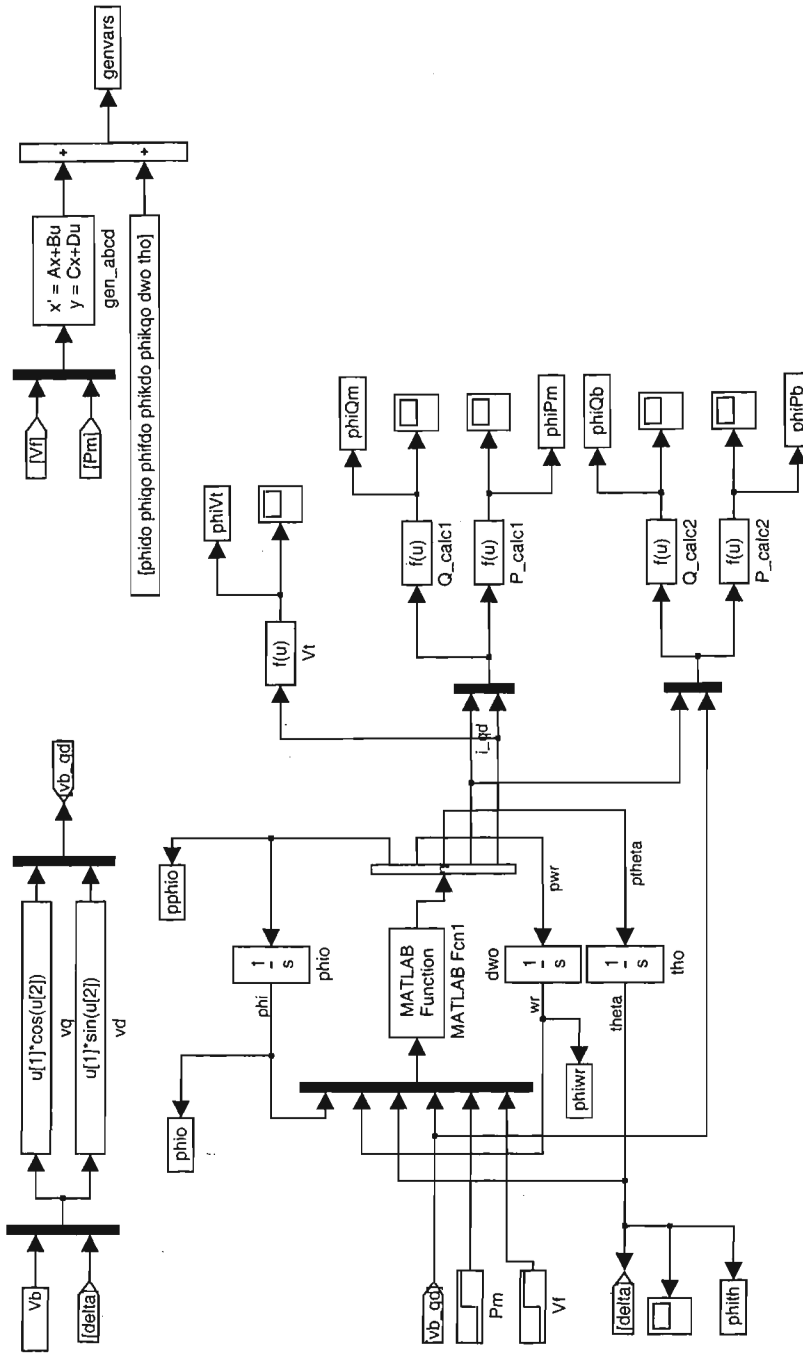 Vb
[delta]
u[1]*cos(u[2])
vq
u[1]*sin(u[2])
vd
vb_qd
[Vf]
[Pm]
x' = Ax+Bu
y = Cx+Du
gen_abcd
[phido phiqo phifdo phikdo phikqo dwo tho]
+
+
genvars
phio
phi
1
s
phio
pphio
MATLAB
Function
MATLAB Fcn1
vb_qd
Pm
Vf
wr
1
s
dwo
pwr
phiwr
theta
1
s
tho
ptheta
[delta]
phith
i_qd
f(u)
Vt
phiVt
f(u)
Q_calc1
phiQm
f(u)
P_calc1
phiPm
f(u)
Q_calc2
phiQb
f(u)
P_calc2
phiPb